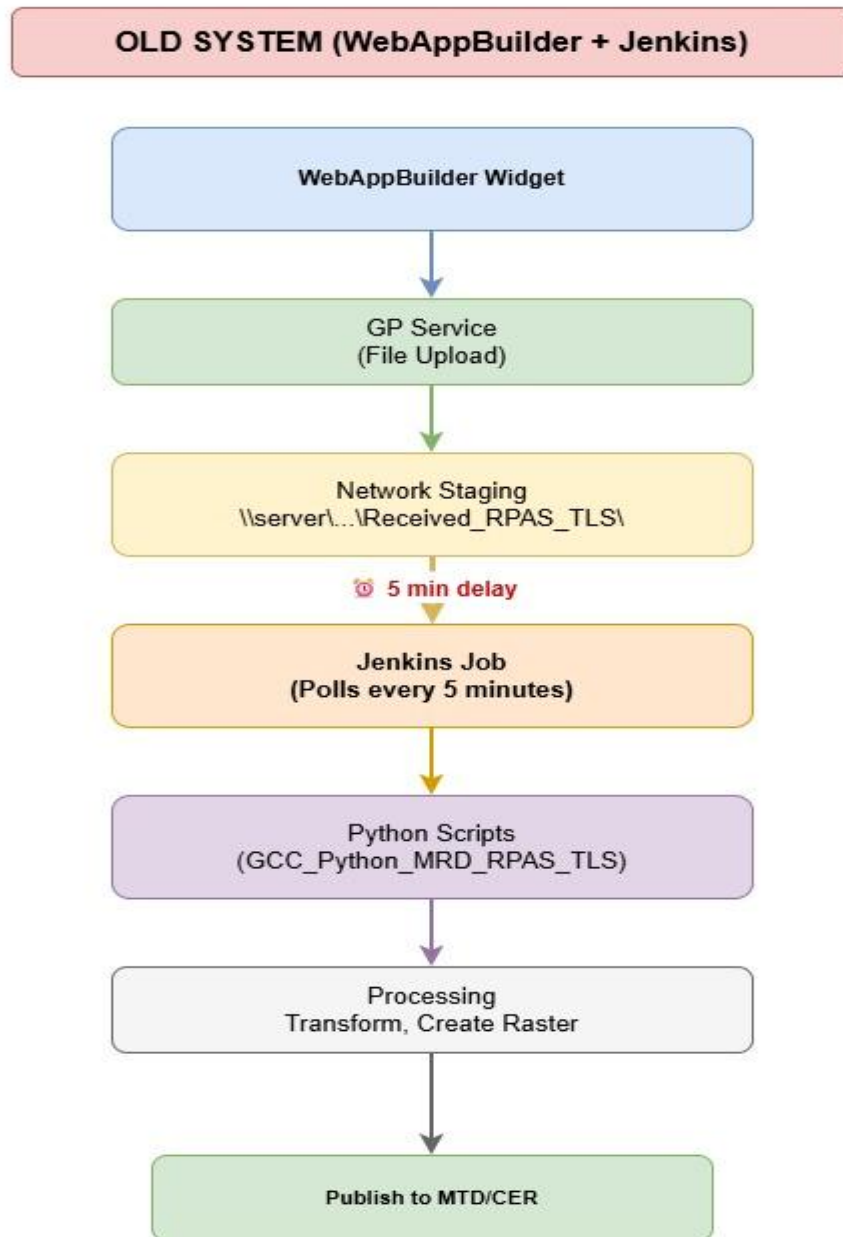 OLD SYSTEM (WebAppBuilder + Jenkins)
WebAppBuilder Widget
GP Service
(File Upload)
Network Staging
\\server\...\Received_RPAS_TLS\
⏰ 5 min delay
Jenkins Job
(Polls every 5 minutes)
Python Scripts
(GCC_Python_MRD_RPAS_TLS)
Processing
Transform, Create Raster
Publish to MTD/CER